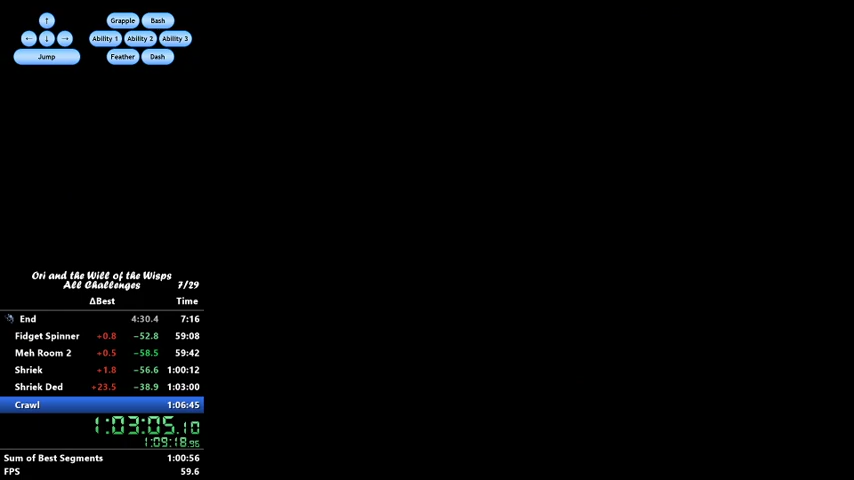 ↑
Grapple Bash
← ↓ →
Ability 1 Ability 2 Ability 3
Jump
Feather Dash
Ori and the Will of the Wisps
All Challenges 7/29
ΔBest Time
End 4:30.4 7:16
Fidget Spinner +0.8 −52.8 59:08
Meh Room 2 +0.5 −58.5 59:42
Shriek +1.8 −56.6 1:00:12
Shriek Ded +23.5 −38.9 1:03:00
Crawl 1:06:45
1:03:05.10
1:09:18.96
Sum of Best Segments 1:00:56
FPS 59.6